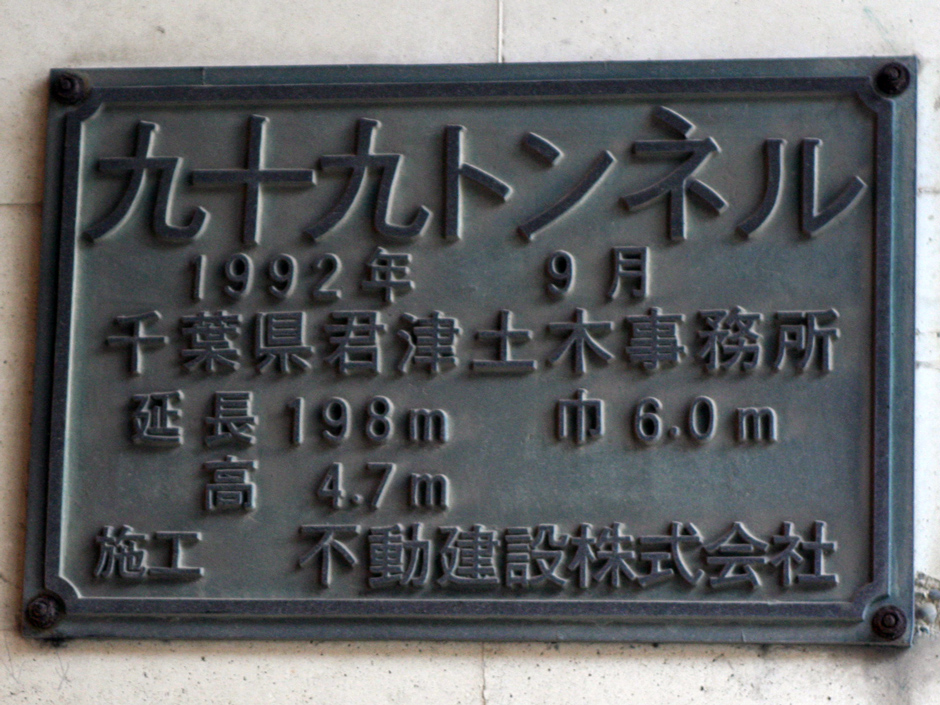 九十九トンネル
1992年 9月
千葉県君津土木事務所
延長 198m 巾 6.0m
高 4.7m
施工 不動建設株式会社